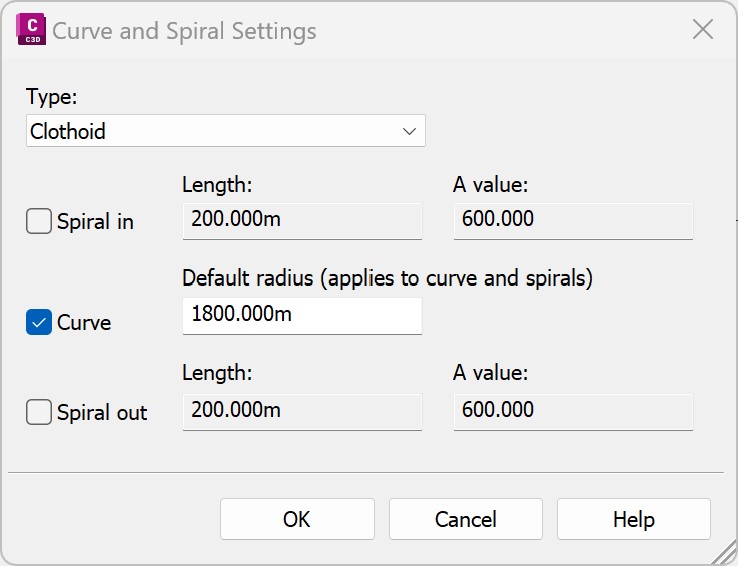 C
C3D
Curve and Spiral Settings
Type:
Clothoid
Length: A value:
Spiral in 200.000m 600.000
Default radius (applies to curve and spirals)
Curve 1800.000m
Length: A value:
Spiral out 200.000m 600.000
OK Cancel Help